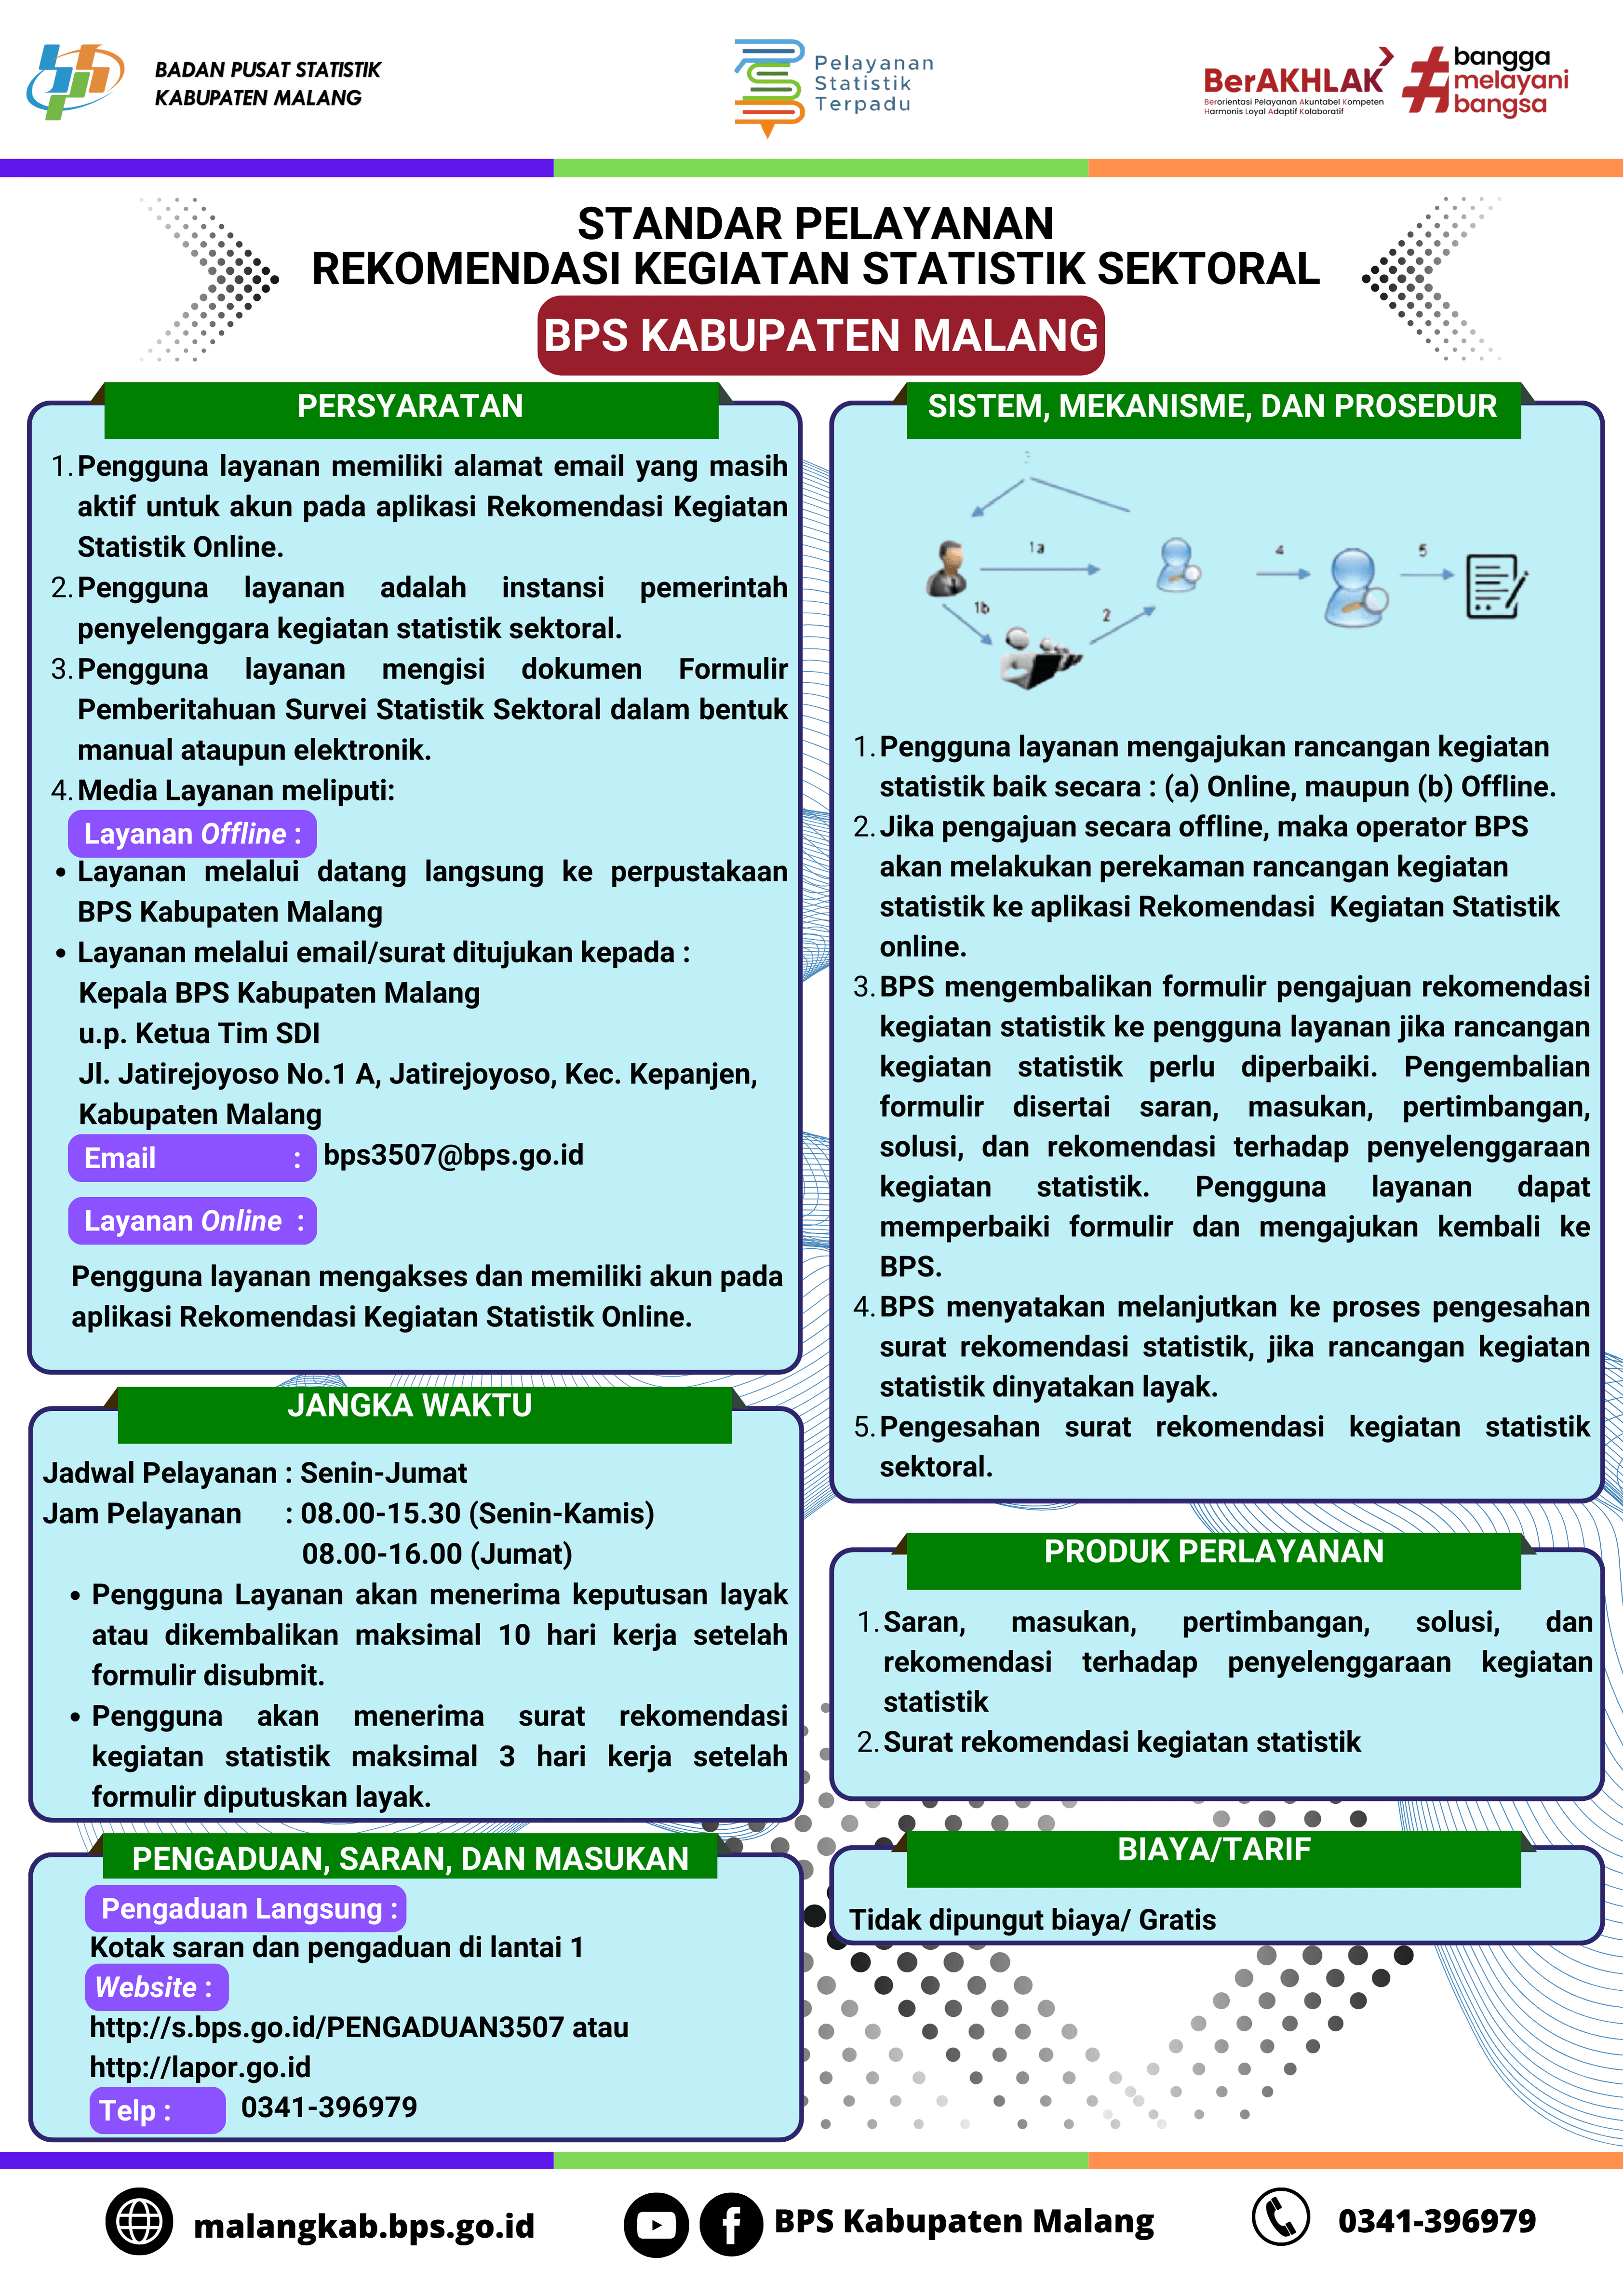 BADAN PUSAT STATISTIK
KABUPATEN MALANG
Pelayanan
Statistik
Terpadu
BerAKHLAK
Berorientasi Pelayanan Akuntabel Kompeten
Harmonis Loyal Adaptif Kolaboratif
#bangga
melayani
bangsa
STANDAR PELAYANAN
REKOMENDASI KEGIATAN STATISTIK SEKTORAL
BPS KABUPATEN MALANG
PERSYARATAN
1. Pengguna layanan memiliki alamat email yang masih
aktif untuk akun pada aplikasi Rekomendasi Kegiatan
Statistik Online.
2. Pengguna layanan adalah instansi pemerintah
penyelenggara kegiatan statistik sektoral.
3. Pengguna layanan mengisi dokumen Formulir
Pemberitahuan Survei Statistik Sektoral dalam bentuk
manual ataupun elektronik.
4. Media Layanan meliputi:
Layanan Offline :
• Layanan melalui datang langsung ke perpustakaan
BPS Kabupaten Malang
• Layanan melalui email/surat ditujukan kepada :
Kepala BPS Kabupaten Malang
u.p. Ketua Tim SDI
Jl. Jatirejoyoso No.1 A, Jatirejoyoso, Kec. Kepanjen,
Kabupaten Malang
Email : bps3507@bps.go.id
Layanan Online :
Pengguna layanan mengakses dan memiliki akun pada
aplikasi Rekomendasi Kegiatan Statistik Online.
JANGKA WAKTU
Jadwal Pelayanan : Senin-Jumat
Jam Pelayanan : 08.00-15.30 (Senin-Kamis)
08.00-16.00 (Jumat)
• Pengguna Layanan akan menerima keputusan layak
atau dikembalikan maksimal 10 hari kerja setelah
formulir disubmit.
• Pengguna akan menerima surat rekomendasi
kegiatan statistik maksimal 3 hari kerja setelah
formulir diputuskan layak.
PENGADUAN, SARAN, DAN MASUKAN
Pengaduan Langsung :
Kotak saran dan pengaduan di lantai 1
Website :
http://s.bps.go.id/PENGADUAN3507 atau
http://lapor.go.id
Telp : 0341-396979
SISTEM, MEKANISME, DAN PROSEDUR
3
1a
4
5
1b
2
1. Pengguna layanan mengajukan rancangan kegiatan
statistik baik secara : (a) Online, maupun (b) Offline.
2. Jika pengajuan secara offline, maka operator BPS
akan melakukan perekaman rancangan kegiatan
statistik ke aplikasi Rekomendasi Kegiatan Statistik
online.
3. BPS mengembalikan formulir pengajuan rekomendasi
kegiatan statistik ke pengguna layanan jika rancangan
kegiatan statistik perlu diperbaiki. Pengembalian
formulir disertai saran, masukan, pertimbangan,
solusi, dan rekomendasi terhadap penyelenggaraan
kegiatan statistik. Pengguna layanan dapat
memperbaiki formulir dan mengajukan kembali ke
BPS.
4. BPS menyatakan melanjutkan ke proses pengesahan
surat rekomendasi statistik, jika rancangan kegiatan
statistik dinyatakan layak.
5. Pengesahan surat rekomendasi kegiatan statistik
sektoral.
PRODUK PERLAYANAN
1. Saran, masukan, pertimbangan, solusi, dan
rekomendasi terhadap penyelenggaraan kegiatan
statistik
2. Surat rekomendasi kegiatan statistik
BIAYA/TARIF
Tidak dipungut biaya/ Gratis
malangkab.bps.go.id
BPS Kabupaten Malang
0341-396979